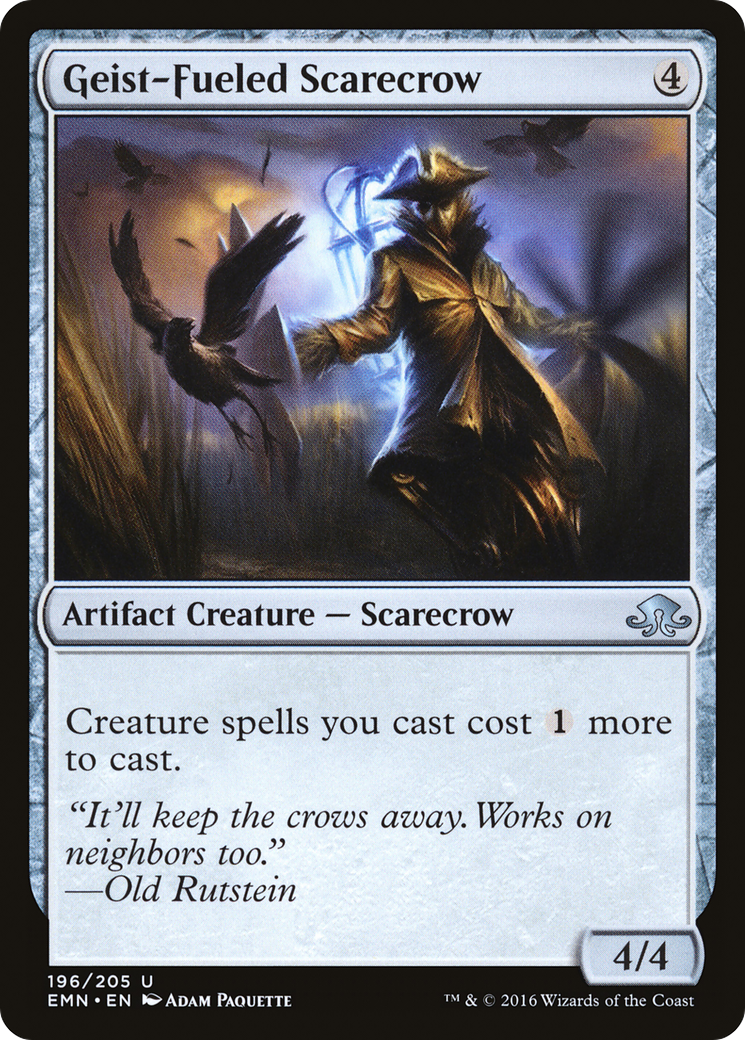 Geist-Fueled Scarecrow 4
Artifact Creature — Scarecrow
Creature spells you cast cost 1 more
to cast.
“It’ll keep the crows away. Works on
neighbors too.”
—Old Rutstein
4/4
196/205 U
EMN • EN Adam Paquette
™ & © 2016 Wizards of the Coast